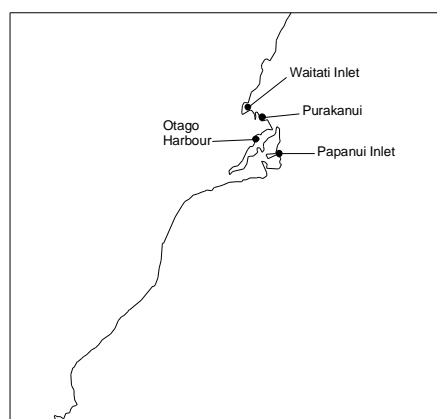 Waitati Inlet
Purakanui
Otago
Harbour
Papanui Inlet